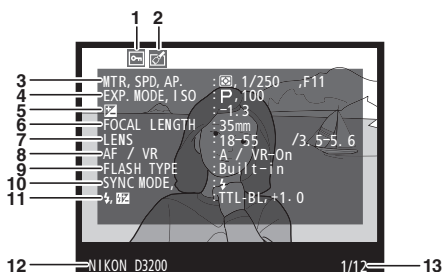 1 2
3 MTR, SPD, AP. : , 1/250 ,F11
4 EXP. MODE, ISO : P, 100
5 : -1.3
6 FOCAL LENGTH : 35mm
7 LENS : 18-55 /3.5-5.6
8 AF / VR : A / VR-On
9 FLASH TYPE : Built-in
10 SYNC MODE, :
11 , : TTL-BL, +1.0
12 NIKON D3200 1/12 13